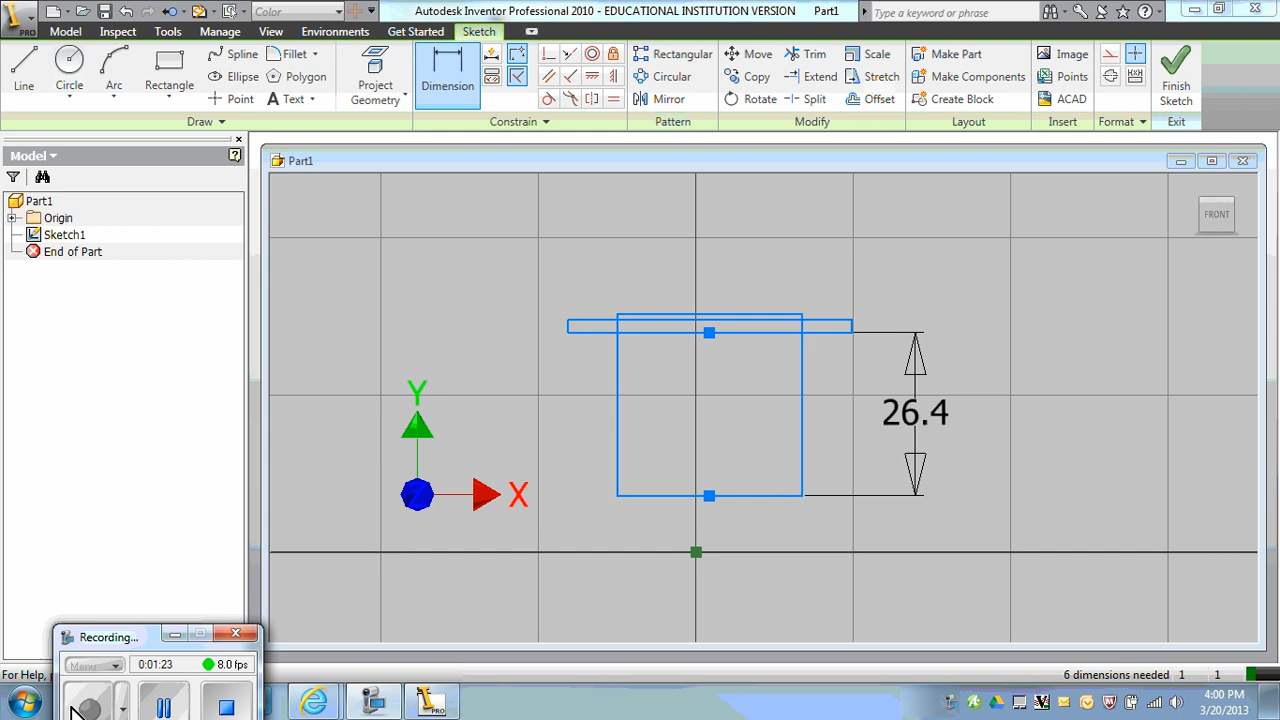 Color
Autodesk Inventor Professional 2010 - EDUCATIONAL INSTITUTION VERSION Part1
Type a keyword or phrase
PRO
Model Inspect Tools Manage View Environments Get Started Sketch
Line Circle Arc Rectangle Spline Fillet
Ellipse Polygon
Point Text
Project Geometry
Dimension
Rectangular Move Trim Scale Make Part Image
Circular Copy Extend Stretch Make Components Points
Mirror Rotate Split Offset Create Block ACAD
Finish Sketch
Draw Constrain Pattern Modify Layout Insert Format Exit
Model
Part1
Origin
Sketch1
End of Part
Part1
FRONT
Y
X
26.4
Recording...
Menu 0:01:23 8.0 fps
For Help, 6 dimensions needed 1 1
PRO
4:00 PM
3/20/2013